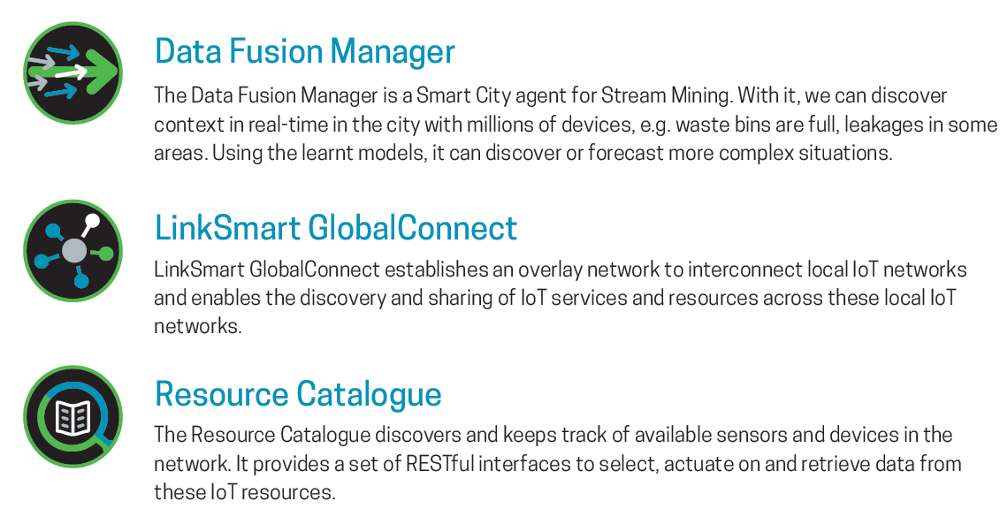 Data Fusion Manager
The Data Fusion Manager is a Smart City agent for Stream Mining. With it, we can discover
context in real-time in the city with millions of devices, e.g. waste bins are full, leakages in some
areas. Using the learnt models, it can discover or forecast more complex situations.
LinkSmart GlobalConnect
LinkSmart GlobalConnect establishes an overlay network to interconnect local IoT networks
and enables the discovery and sharing of IoT services and resources across these local IoT
networks.
Resource Catalogue
The Resource Catalogue discovers and keeps track of available sensors and devices in the
network. It provides a set of RESTful interfaces to select, actuate on and retrieve data from
these IoT resources.